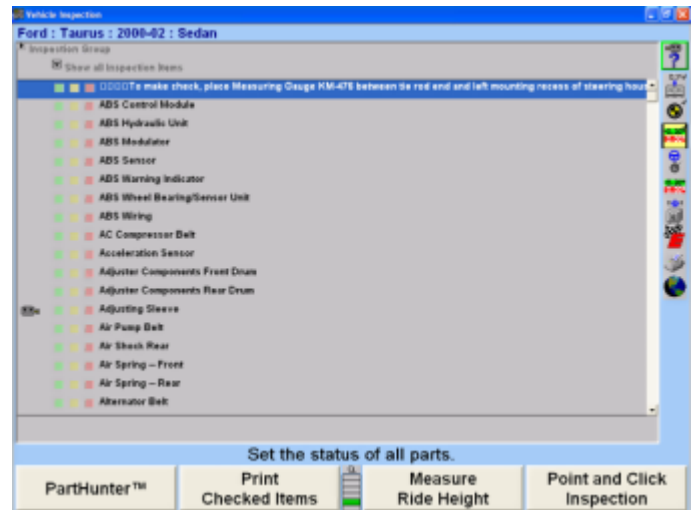 Vehicle Inspection
Ford : Taurus : 2000-02 : Sedan
Inspection Group
Show all Inspection Items
To make check, place Measuring Gauge KM-475 between tie rod end and left mounting recess of steering hous
ABS Control Module
ABS Hydraulic Unit
ABS Modulator
ABS Sensor
ABS Warning Indicator
ABS Wheel Bearing/Sensor Unit
ABS Wiring
AC Compressor Belt
Acceleration Sensor
Adjuster Components Front Drum
Adjuster Components Rear Drum
Adjusting Sleeve
Air Pump Belt
Air Shock Rear
Air Spring – Front
Air Spring – Rear
Alternator Belt
Set the status of all parts.
PartHunter™
Print
Checked Items
Measure
Ride Height
Point and Click
Inspection